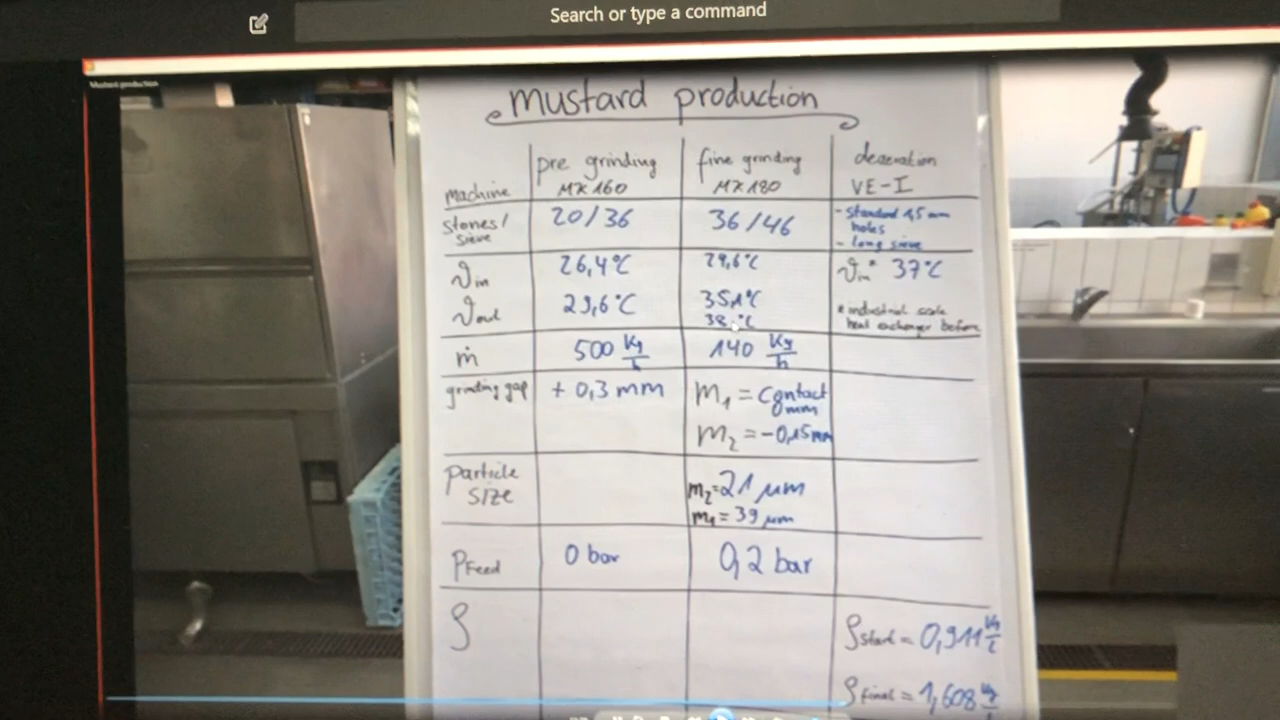 Search or type a command
Mustard production
mustard production
machine
pre grinding
MK 160
fine grinding
MK 180
deaeration
VE-I
stones/
sieve
20/36
36/46
- standard 1,5 mm
holes
- long sieve
ϑin
26,4°C
29,6°C
ϑin* 37°C
ϑout
29,6°C
35,1°C
* industrial scale
heat exchanger before
ṁ
500 kg/h
140 kg/h
grinding gap
+ 0,3 mm
m1 = contact
0mm
m2 = -0,15mm
Particle
size
m2 = 21 µm
m1 = 39 µm
PFeed
0 bar
0,2 bar
ρ
ρstart = 0,911 kg/l
ρfinal = 1,608